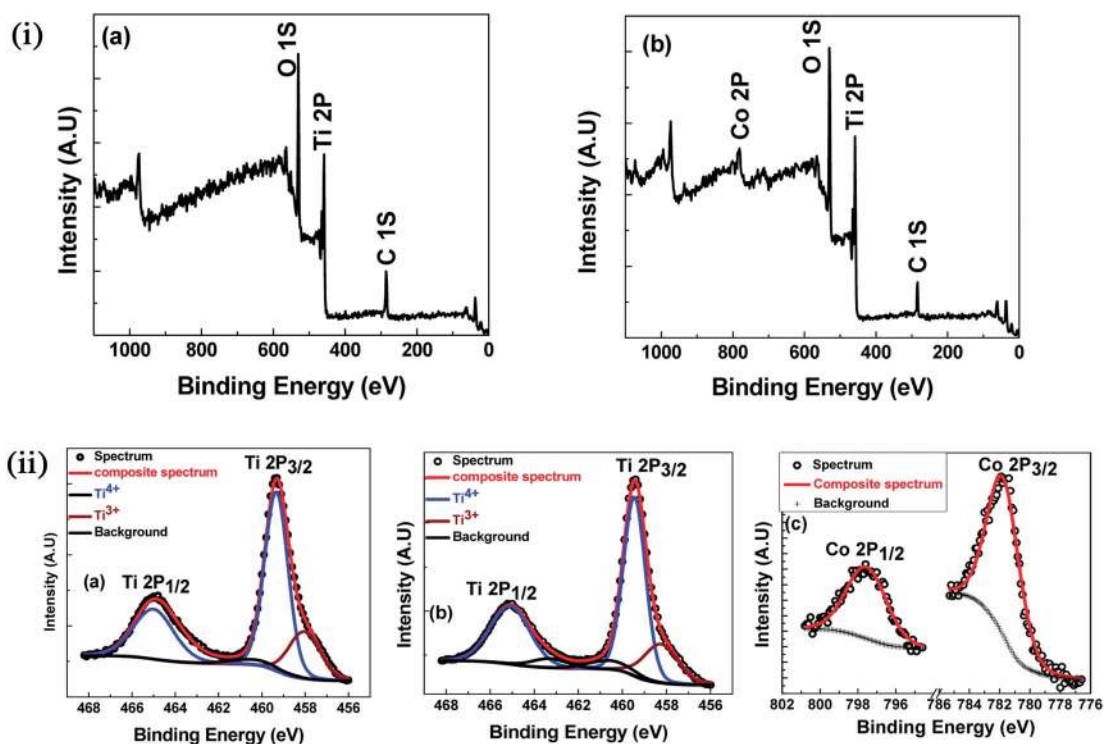 (i)
(a)
O 1S
Ti 2P
C 1S
Intensity (A.U)
1000 800 600 400 200 0
Binding Energy (eV)
(b)
Co 2P
O 1S
Ti 2P
C 1S
Intensity (A.U)
1000 800 600 400 200 0
Binding Energy (eV)
(ii)
Spectrum
composite spectrum
Ti4+
Ti3+
Background
Ti 2P3/2
(a)
Ti 2P1/2
Intensity (A.U)
468 466 464 462 460 458 456
Binding Energy (eV)
Spectrum
composite spectrum
Ti4+
Ti3+
Background
Ti 2P3/2
Ti 2P1/2
(b)
Intensity (A.U)
468 466 464 462 460 458 456
Binding Energy (eV)
Spectrum
Composite spectrum
Background
(c)
Co 2P3/2
Co 2P1/2
Intensity (A.U)
802 800 798 796 786 784 782 780 778 776
Binding Energy (eV)